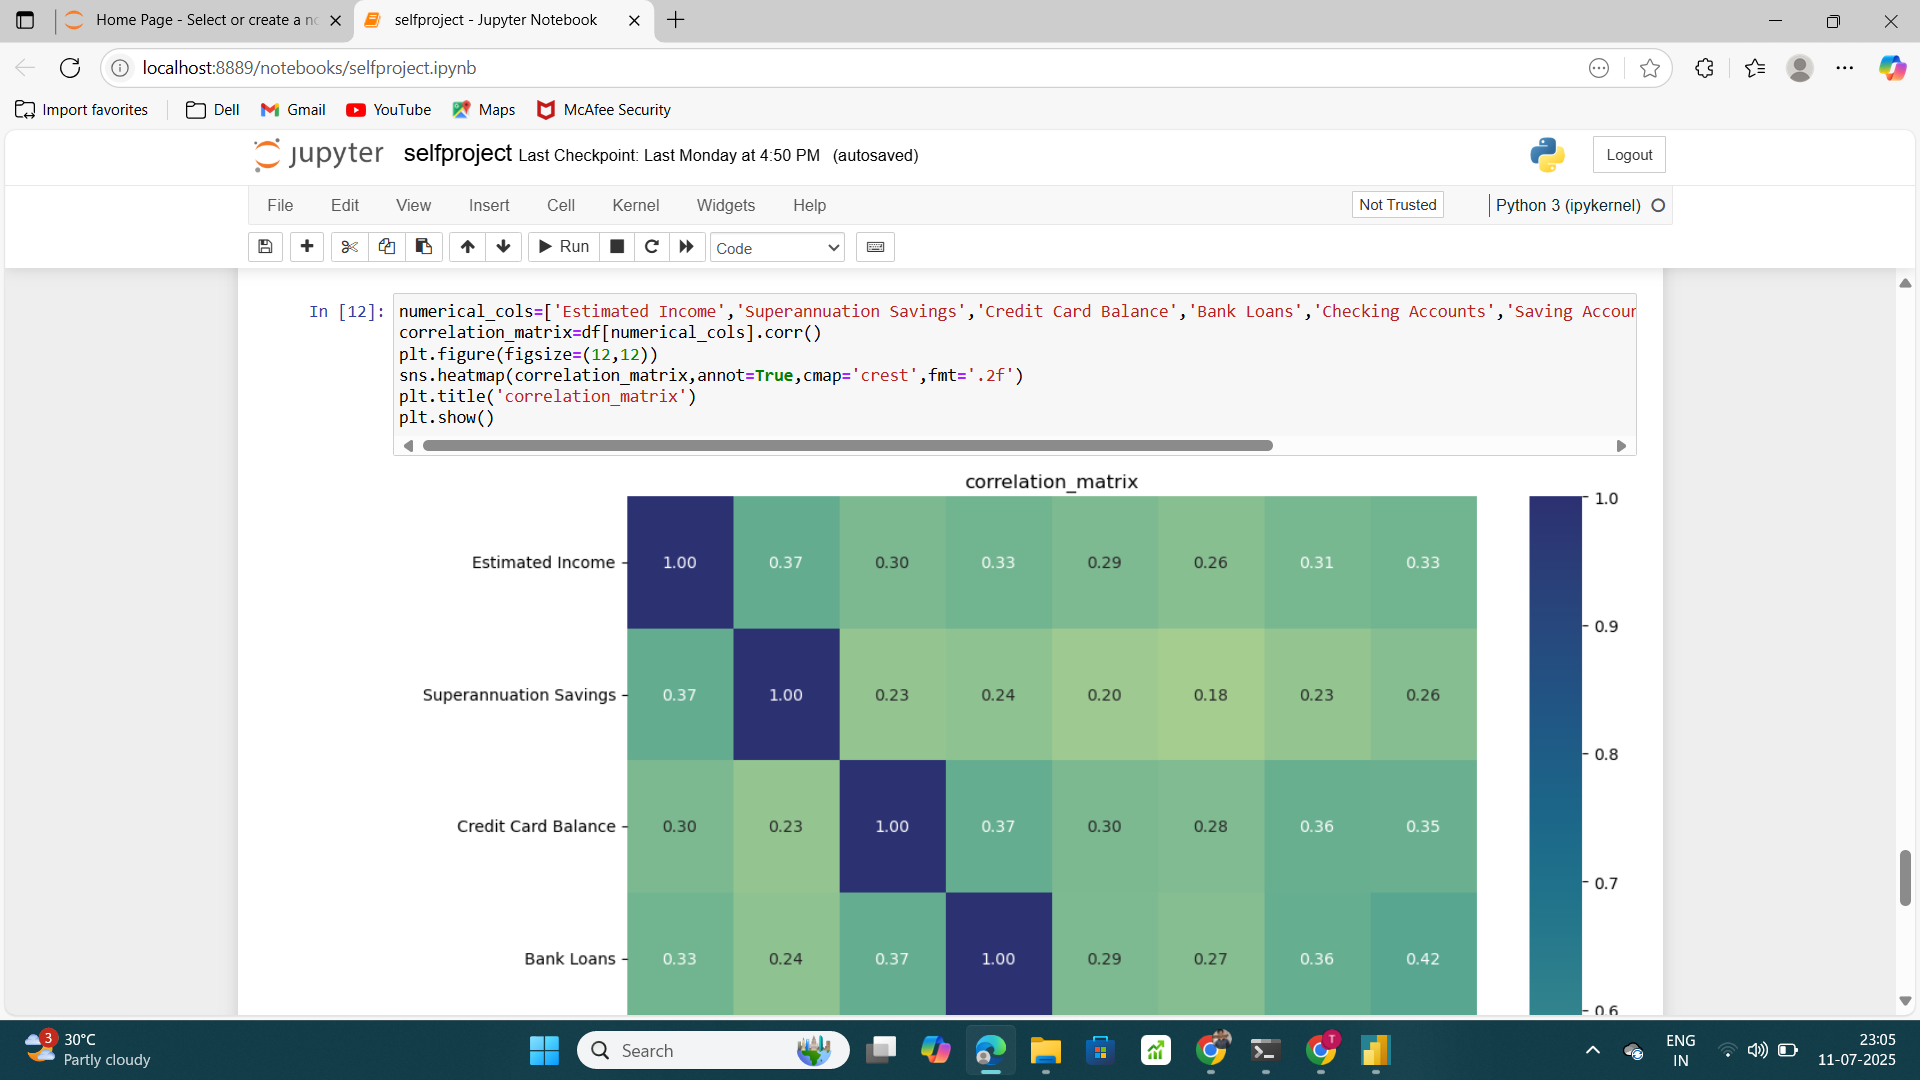 Home Page - Select or create a no
selfproject - Jupyter Notebook
localhost:8889/notebooks/selfproject.ipynb
Import favorites
Dell
Gmail
YouTube
Maps
McAfee Security
jupyter
selfproject Last Checkpoint: Last Monday at 4:50 PM (autosaved)
Logout
File Edit View Insert Cell Kernel Widgets Help
Not Trusted
Python 3 (ipykernel)
Run
Code
In [12]:
numerical_cols=['Estimated Income','Superannuation Savings','Credit Card Balance','Bank Loans','Checking Accounts','Saving Accour
correlation_matrix=df[numerical_cols].corr()
plt.figure(figsize=(12,12))
sns.heatmap(correlation_matrix,annot=True,cmap='crest',fmt='.2f')
plt.title('correlation_matrix')
plt.show()
correlation_matrix
Estimated Income 1.00 0.37 0.30 0.33 0.29 0.26 0.31 0.33
Superannuation Savings 0.37 1.00 0.23 0.24 0.20 0.18 0.23 0.26
Credit Card Balance 0.30 0.23 1.00 0.37 0.30 0.28 0.36 0.35
Bank Loans 0.33 0.24 0.37 1.00 0.29 0.27 0.36 0.42
1.0
0.9
0.8
0.7
0.6
3
30°C
Partly cloudy
Search
T
ENG
IN
23:05
11-07-2025